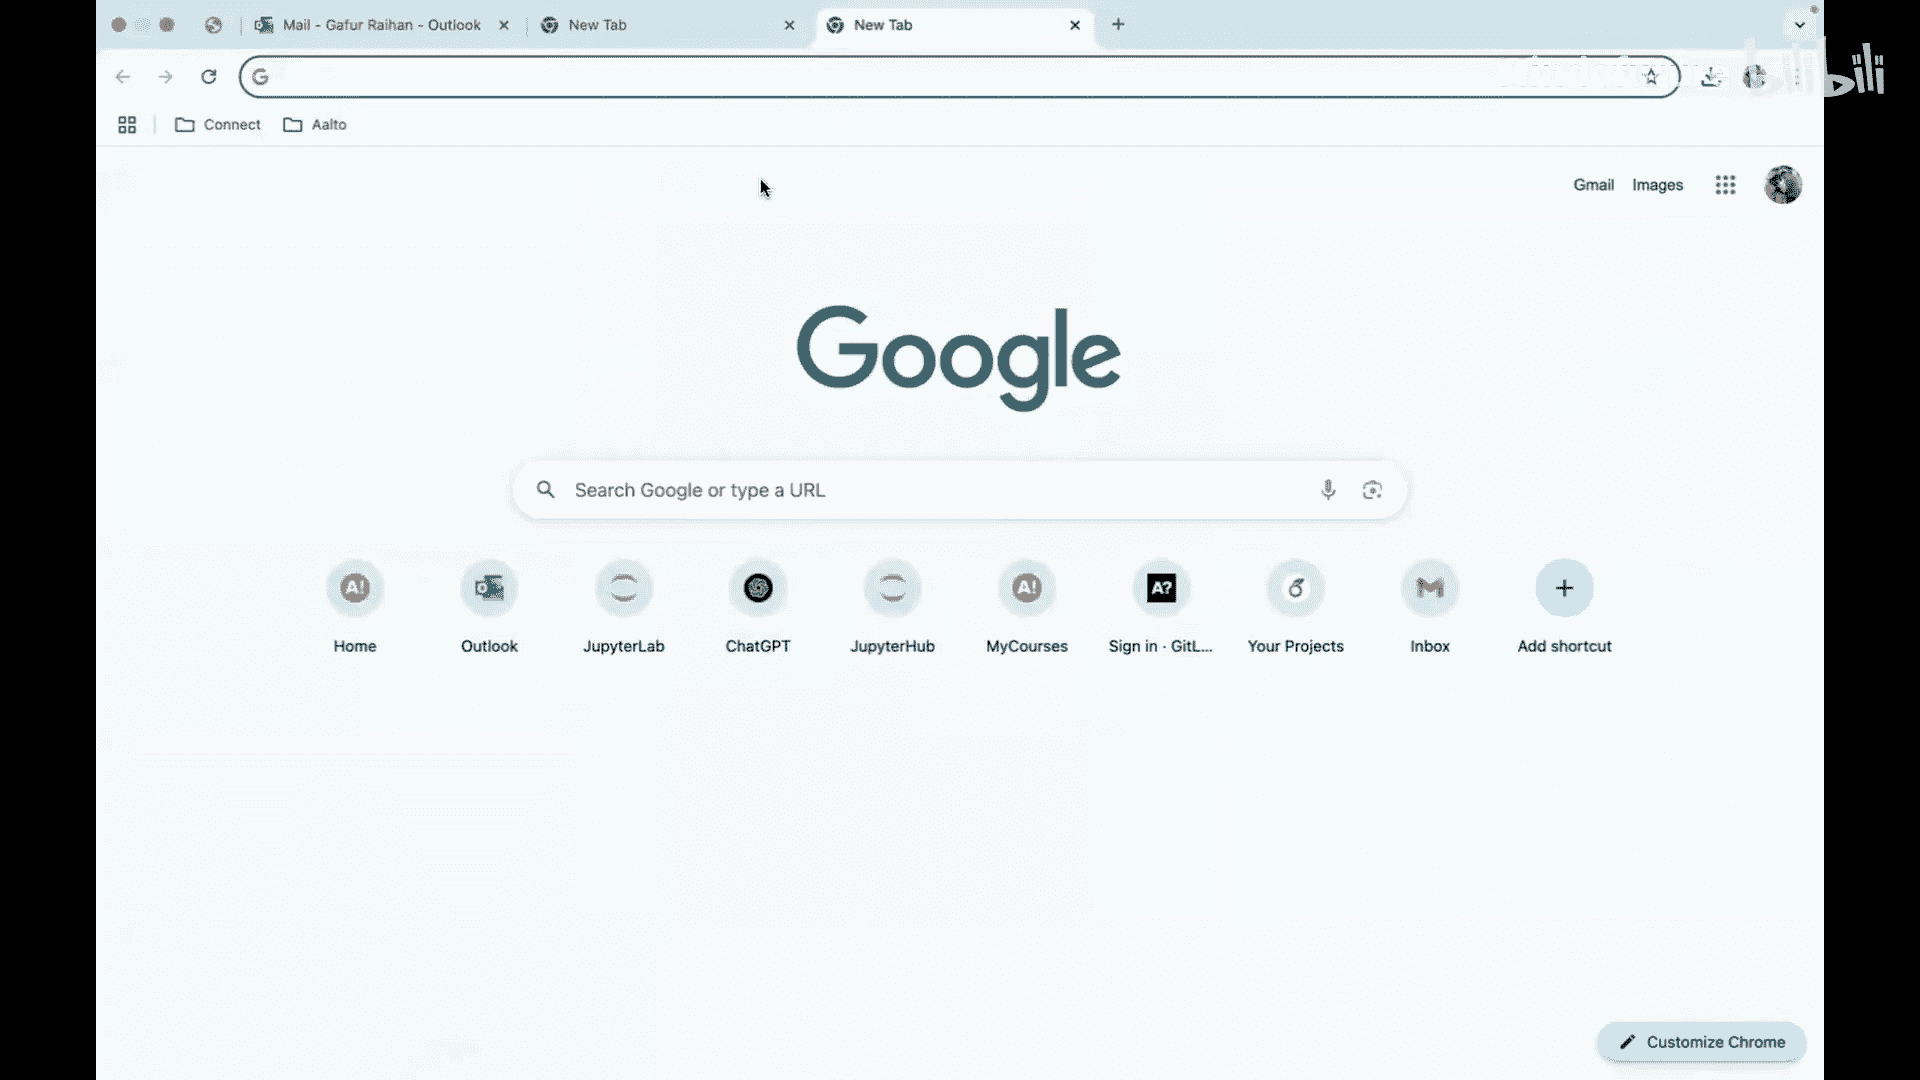 Mail - Gafur Raihan - Outlook
New Tab
New Tab
Connect
Aalto
bilibili
Gmail
Images
Google
Search Google or type a URL
A!
A!
A?
Home
Outlook
JupyterLab
ChatGPT
JupyterHub
MyCourses
Sign in · GitL...
Your Projects
Inbox
Add shortcut
Customize Chrome